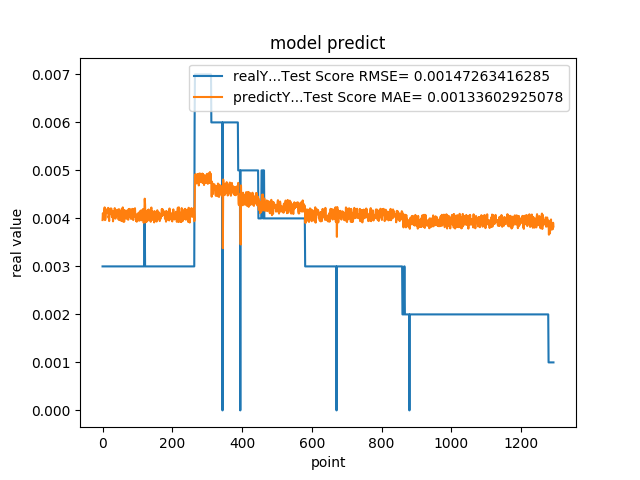 model predict
realY...Test Score RMSE= 0.00147263416285
predictY...Test Score MAE= 0.00133602925078
0.007
0.006
0.005
0.004
0.003
0.002
0.001
0.000
real value
0 200 400 600 800 1000 1200
point